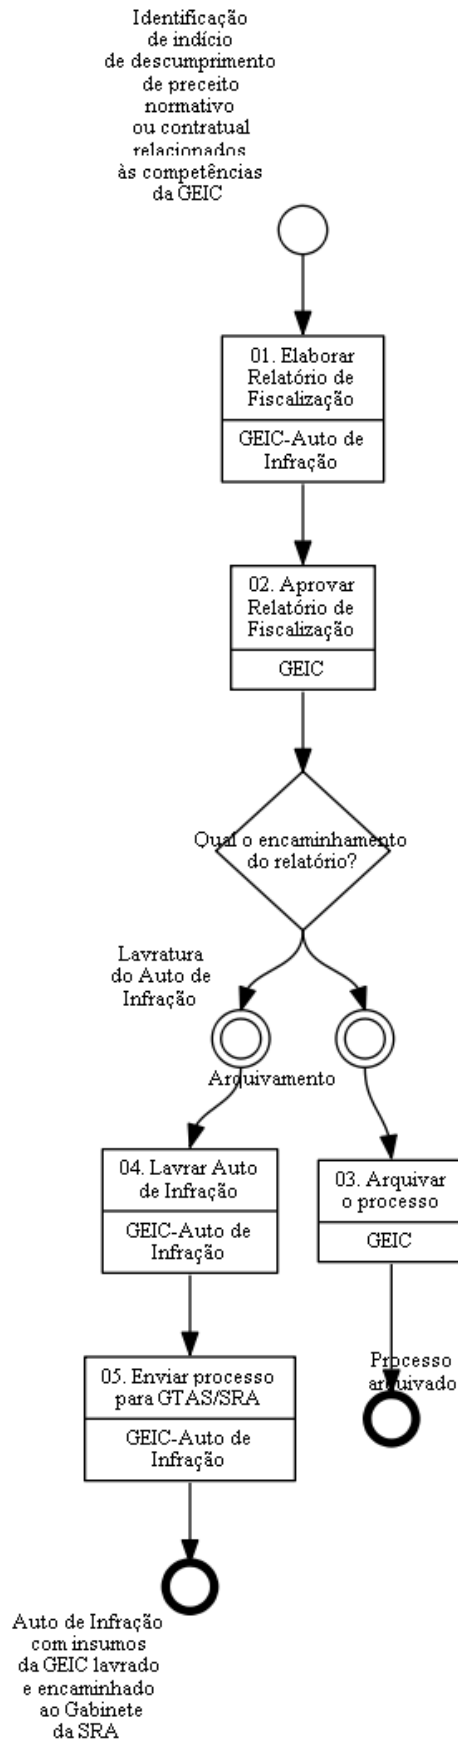 Identificação
de indício
de descumprimento
de preceito
normativo
ou contratual
relacionados
às competências
da GEIC
01. Elaborar
Relatório de
Fiscalização
GEIC-Auto de
Infração
02. Aprovar
Relatório de
Fiscalização
GEIC
Qual o encaminhamento
do relatório?
Lavratura
do Auto de
Infração
Arquivamento
04. Lavrar Auto
de Infração
GEIC-Auto de
Infração
03. Arquivar
o processo
GEIC
Processo
arquivado
05. Enviar processo
para GTAS/SRA
GEIC-Auto de
Infração
Auto de Infração
com insumos
da GEIC lavrado
e encaminhado
ao Gabinete
da SRA